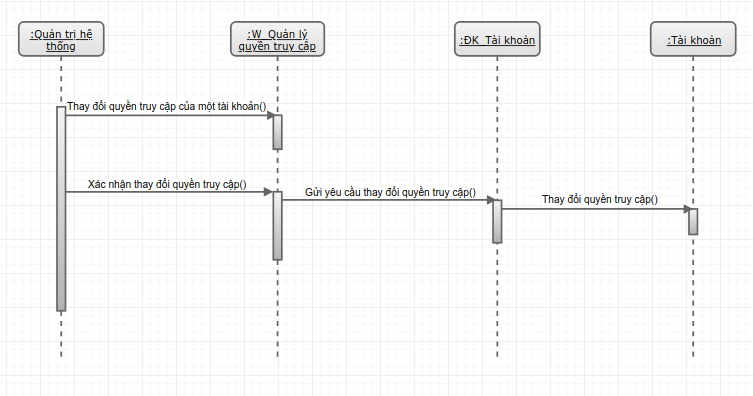 :Quản trị hệ
thống
:W_Quản lý
quyền truy cập
:ĐK_Tài khoản
:Tài khoản
Thay đổi quyền truy cập của một tài khoản()
Xác nhận thay đổi quyền truy cập()
Gửi yêu cầu thay đổi quyền truy cập()
Thay đổi quyền truy cập()